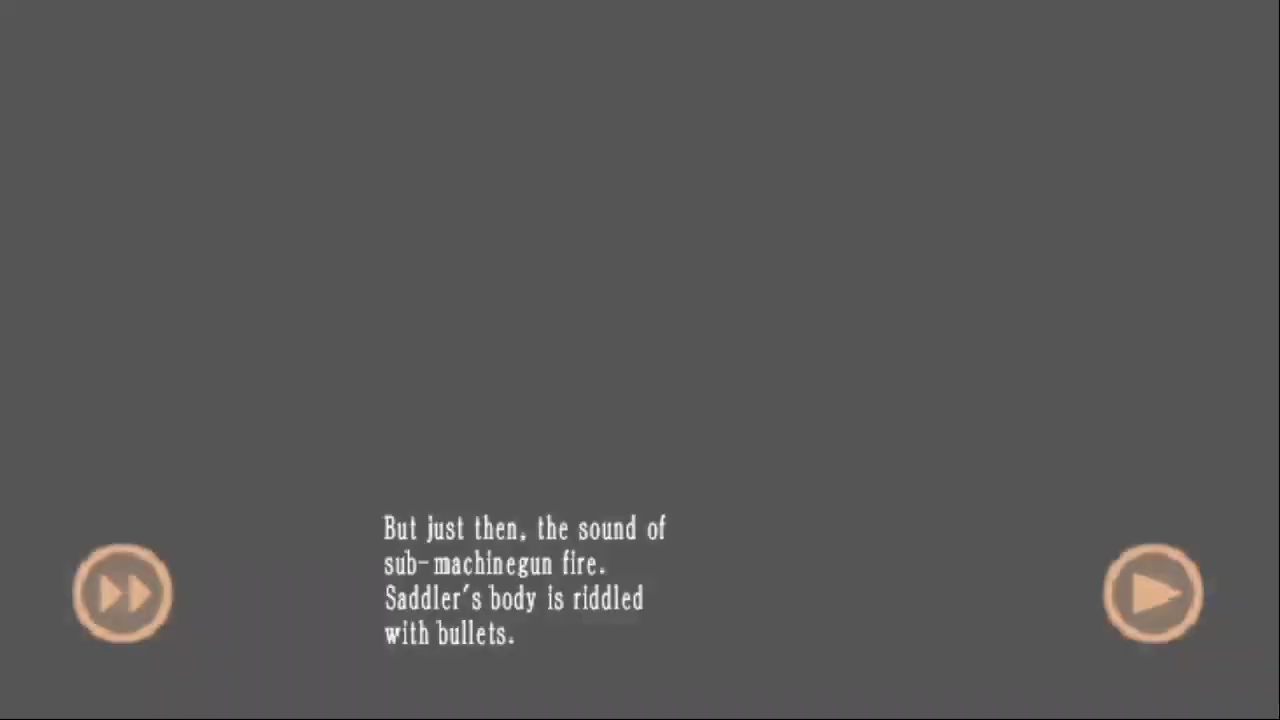 But just then, the sound of
sub-machinegun fire.
Saddler's body is riddled
with bullets.